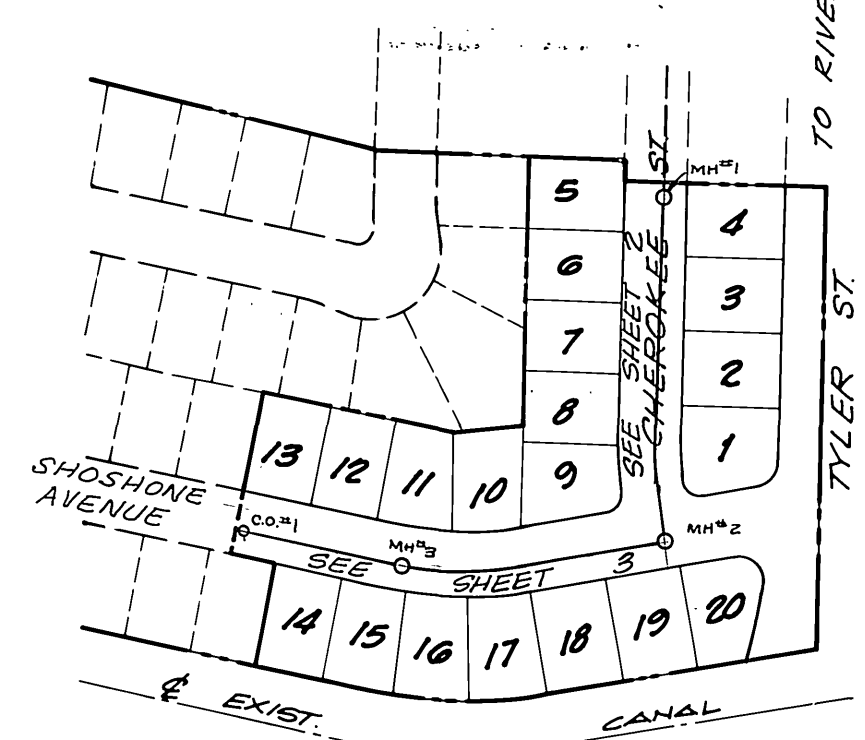 TO RIVE
ST.
CHEROKEE
MH#1
SEE SHEET 2
TYLER ST.
5
4
6
3
7
2
8
1
9
13
12
11
10
SHOSHONE
AVENUE
C.O.#1
MH#3
MH#2
SEE SHEET 3
14
15
16
17
18
19
20
℄ EXIST. CANAL